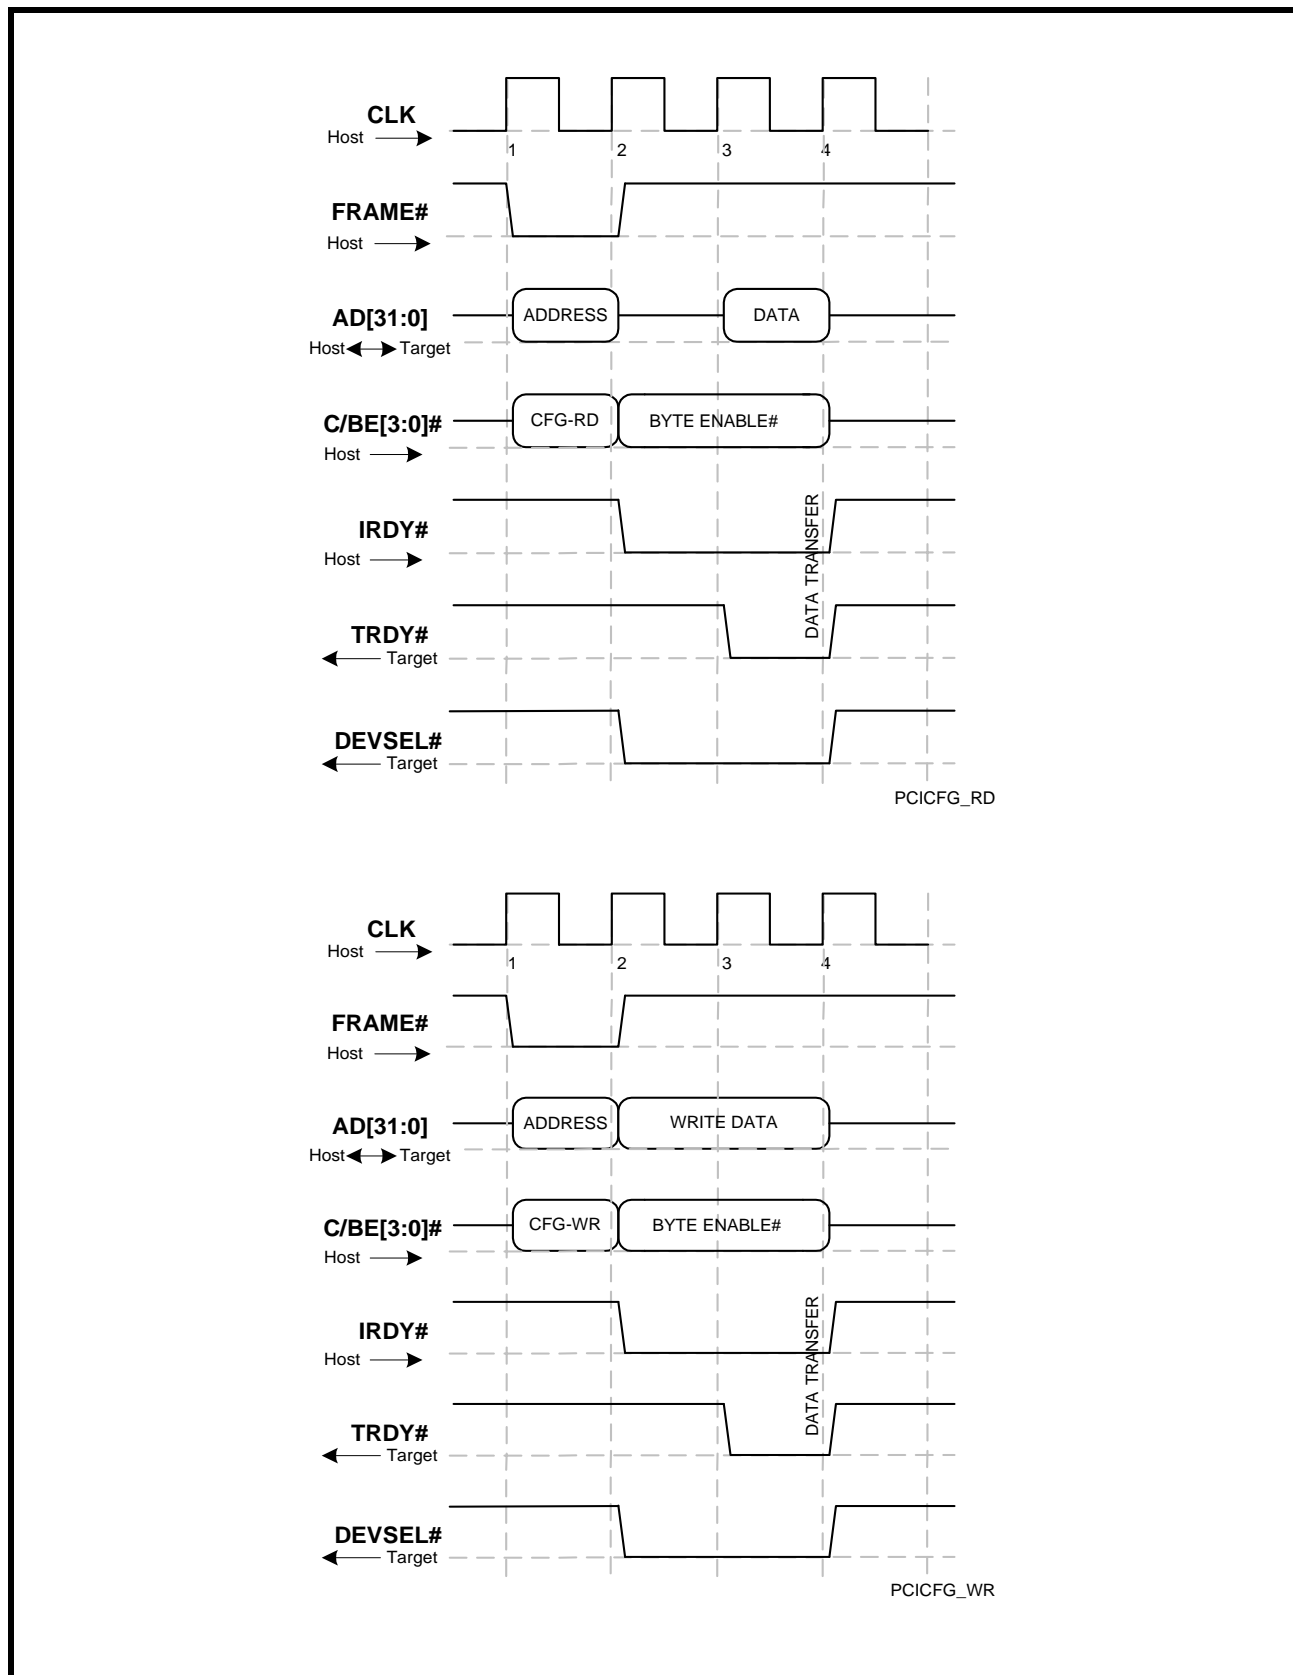 CLK
Host
1 2 3 4
FRAME#
Host
AD[31:0]
ADDRESS DATA
Host Target
C/BE[3:0]#
CFG-RD BYTE ENABLE#
Host
IRDY#
Host
DATA TRANSFER
TRDY#
Target
DEVSEL#
Target
PCICFG_RD
CLK
Host
1 2 3 4
FRAME#
Host
AD[31:0]
ADDRESS WRITE DATA
Host Target
C/BE[3:0]#
CFG-WR BYTE ENABLE#
Host
IRDY#
Host
DATA TRANSFER
TRDY#
Target
DEVSEL#
Target
PCICFG_WR